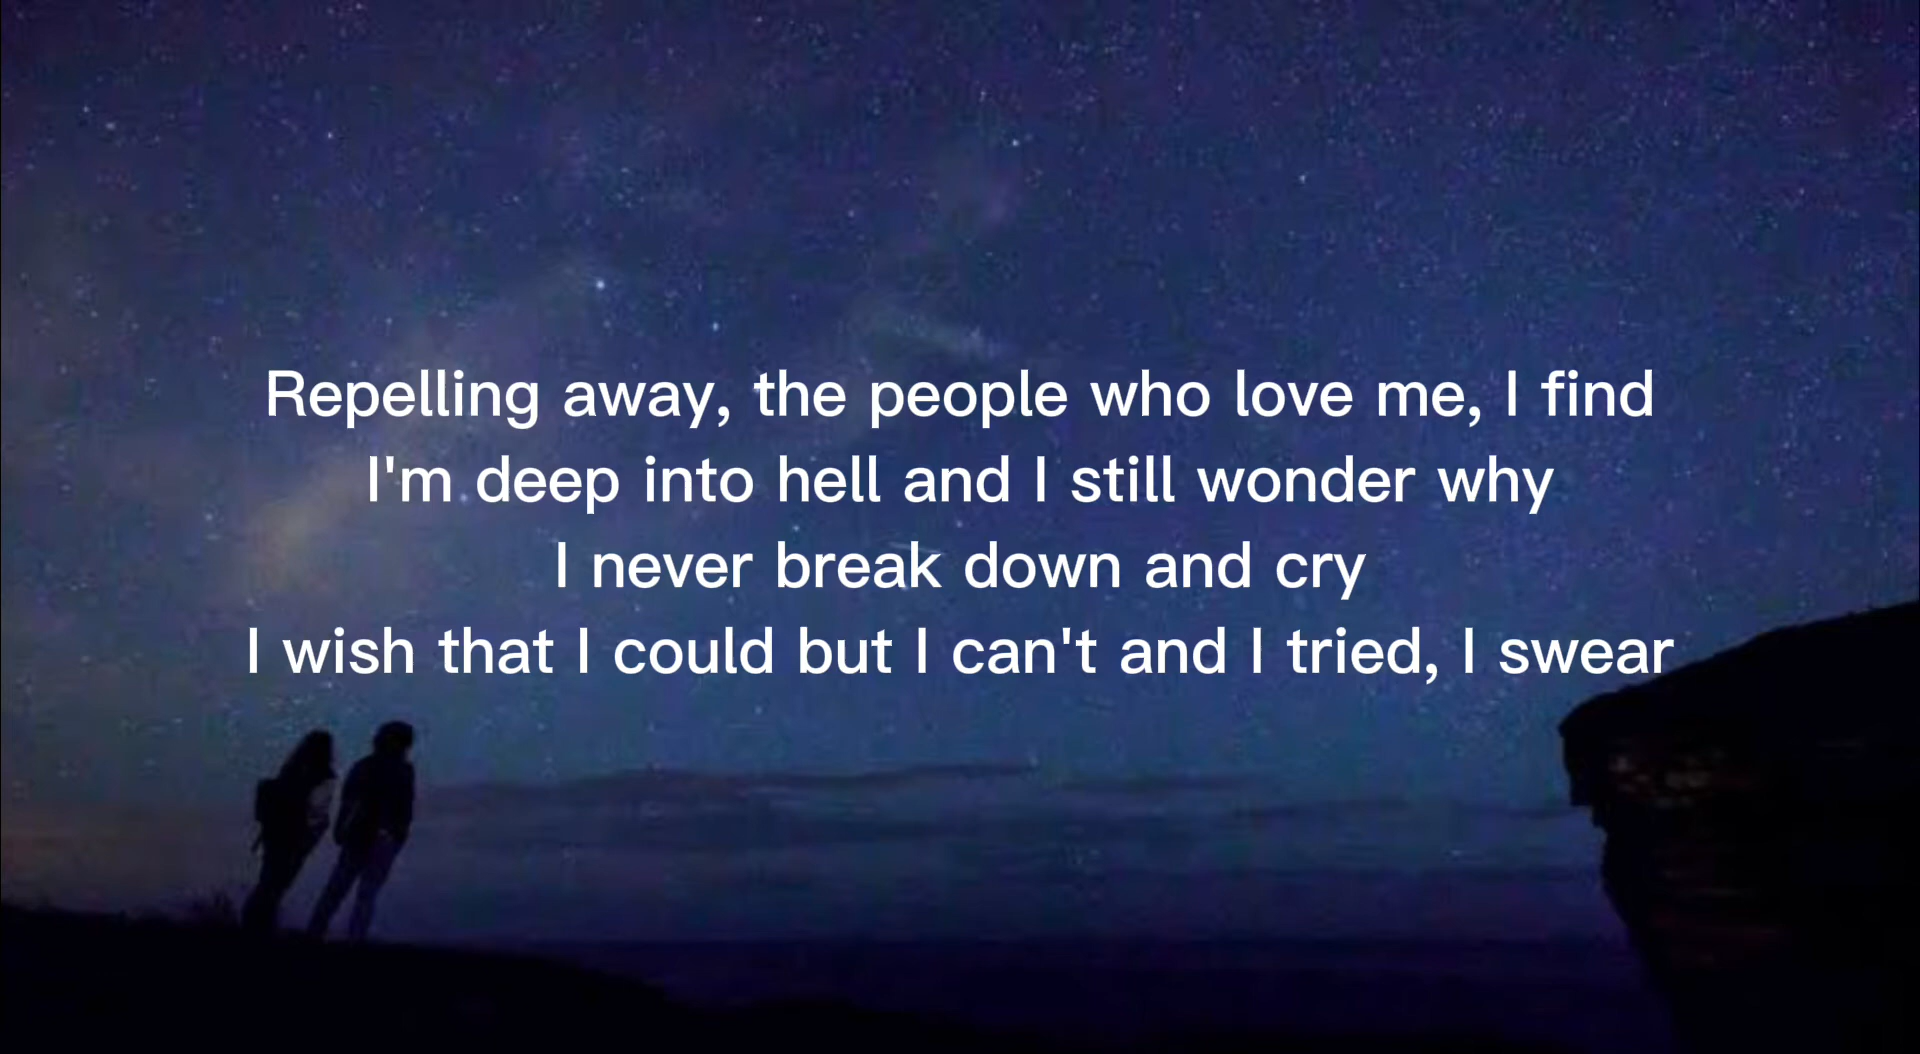 Repelling away, the people who love me, I find
I'm deep into hell and I still wonder why
I never break down and cry
I wish that I could but I can't and I tried, I swear